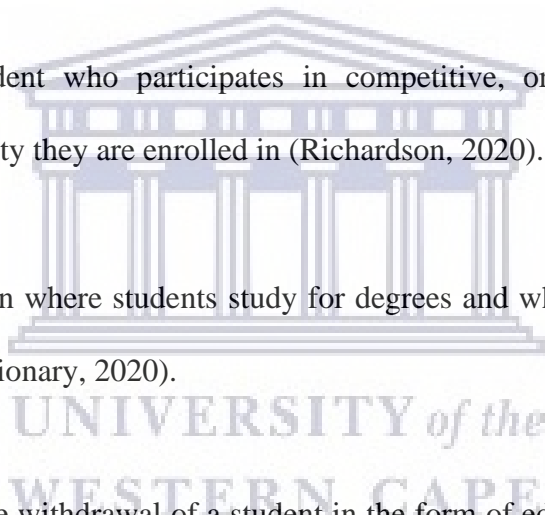 dent who participates in competitive, or
ty they are enrolled in (Richardson, 2020).
n where students study for degrees and wh
ionary, 2020).
UNIVERSITY of the
WESTERN CAPE
e withdrawal of a student in the form of ed